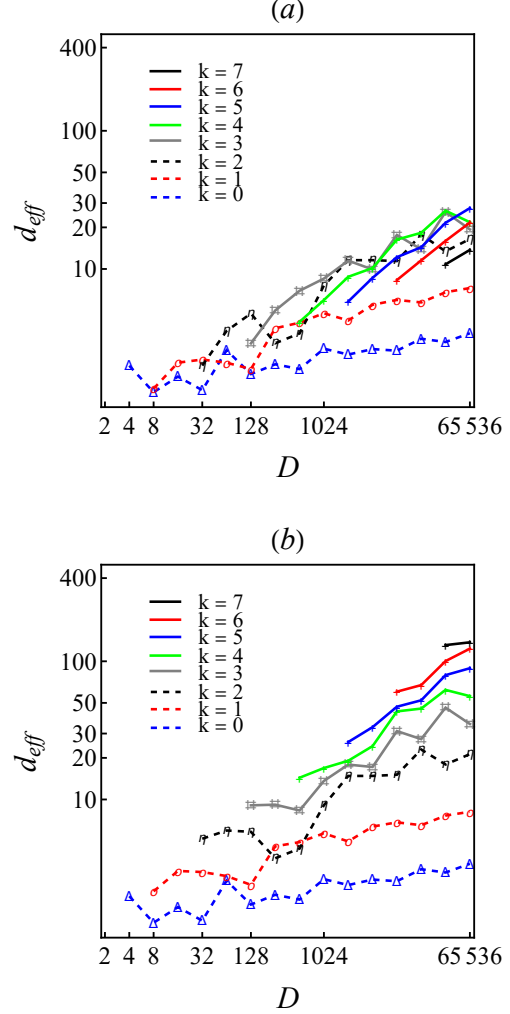 (a)
400
100
50
30
20
10
d_eff
k = 7
k = 6
k = 5
k = 4
k = 3
k = 2
k = 1
k = 0
2 4 8 32 128 1024 65 536
D
(b)
400
100
50
30
20
10
d_eff
k = 7
k = 6
k = 5
k = 4
k = 3
k = 2
k = 1
k = 0
2 4 8 32 128 1024 65 536
D